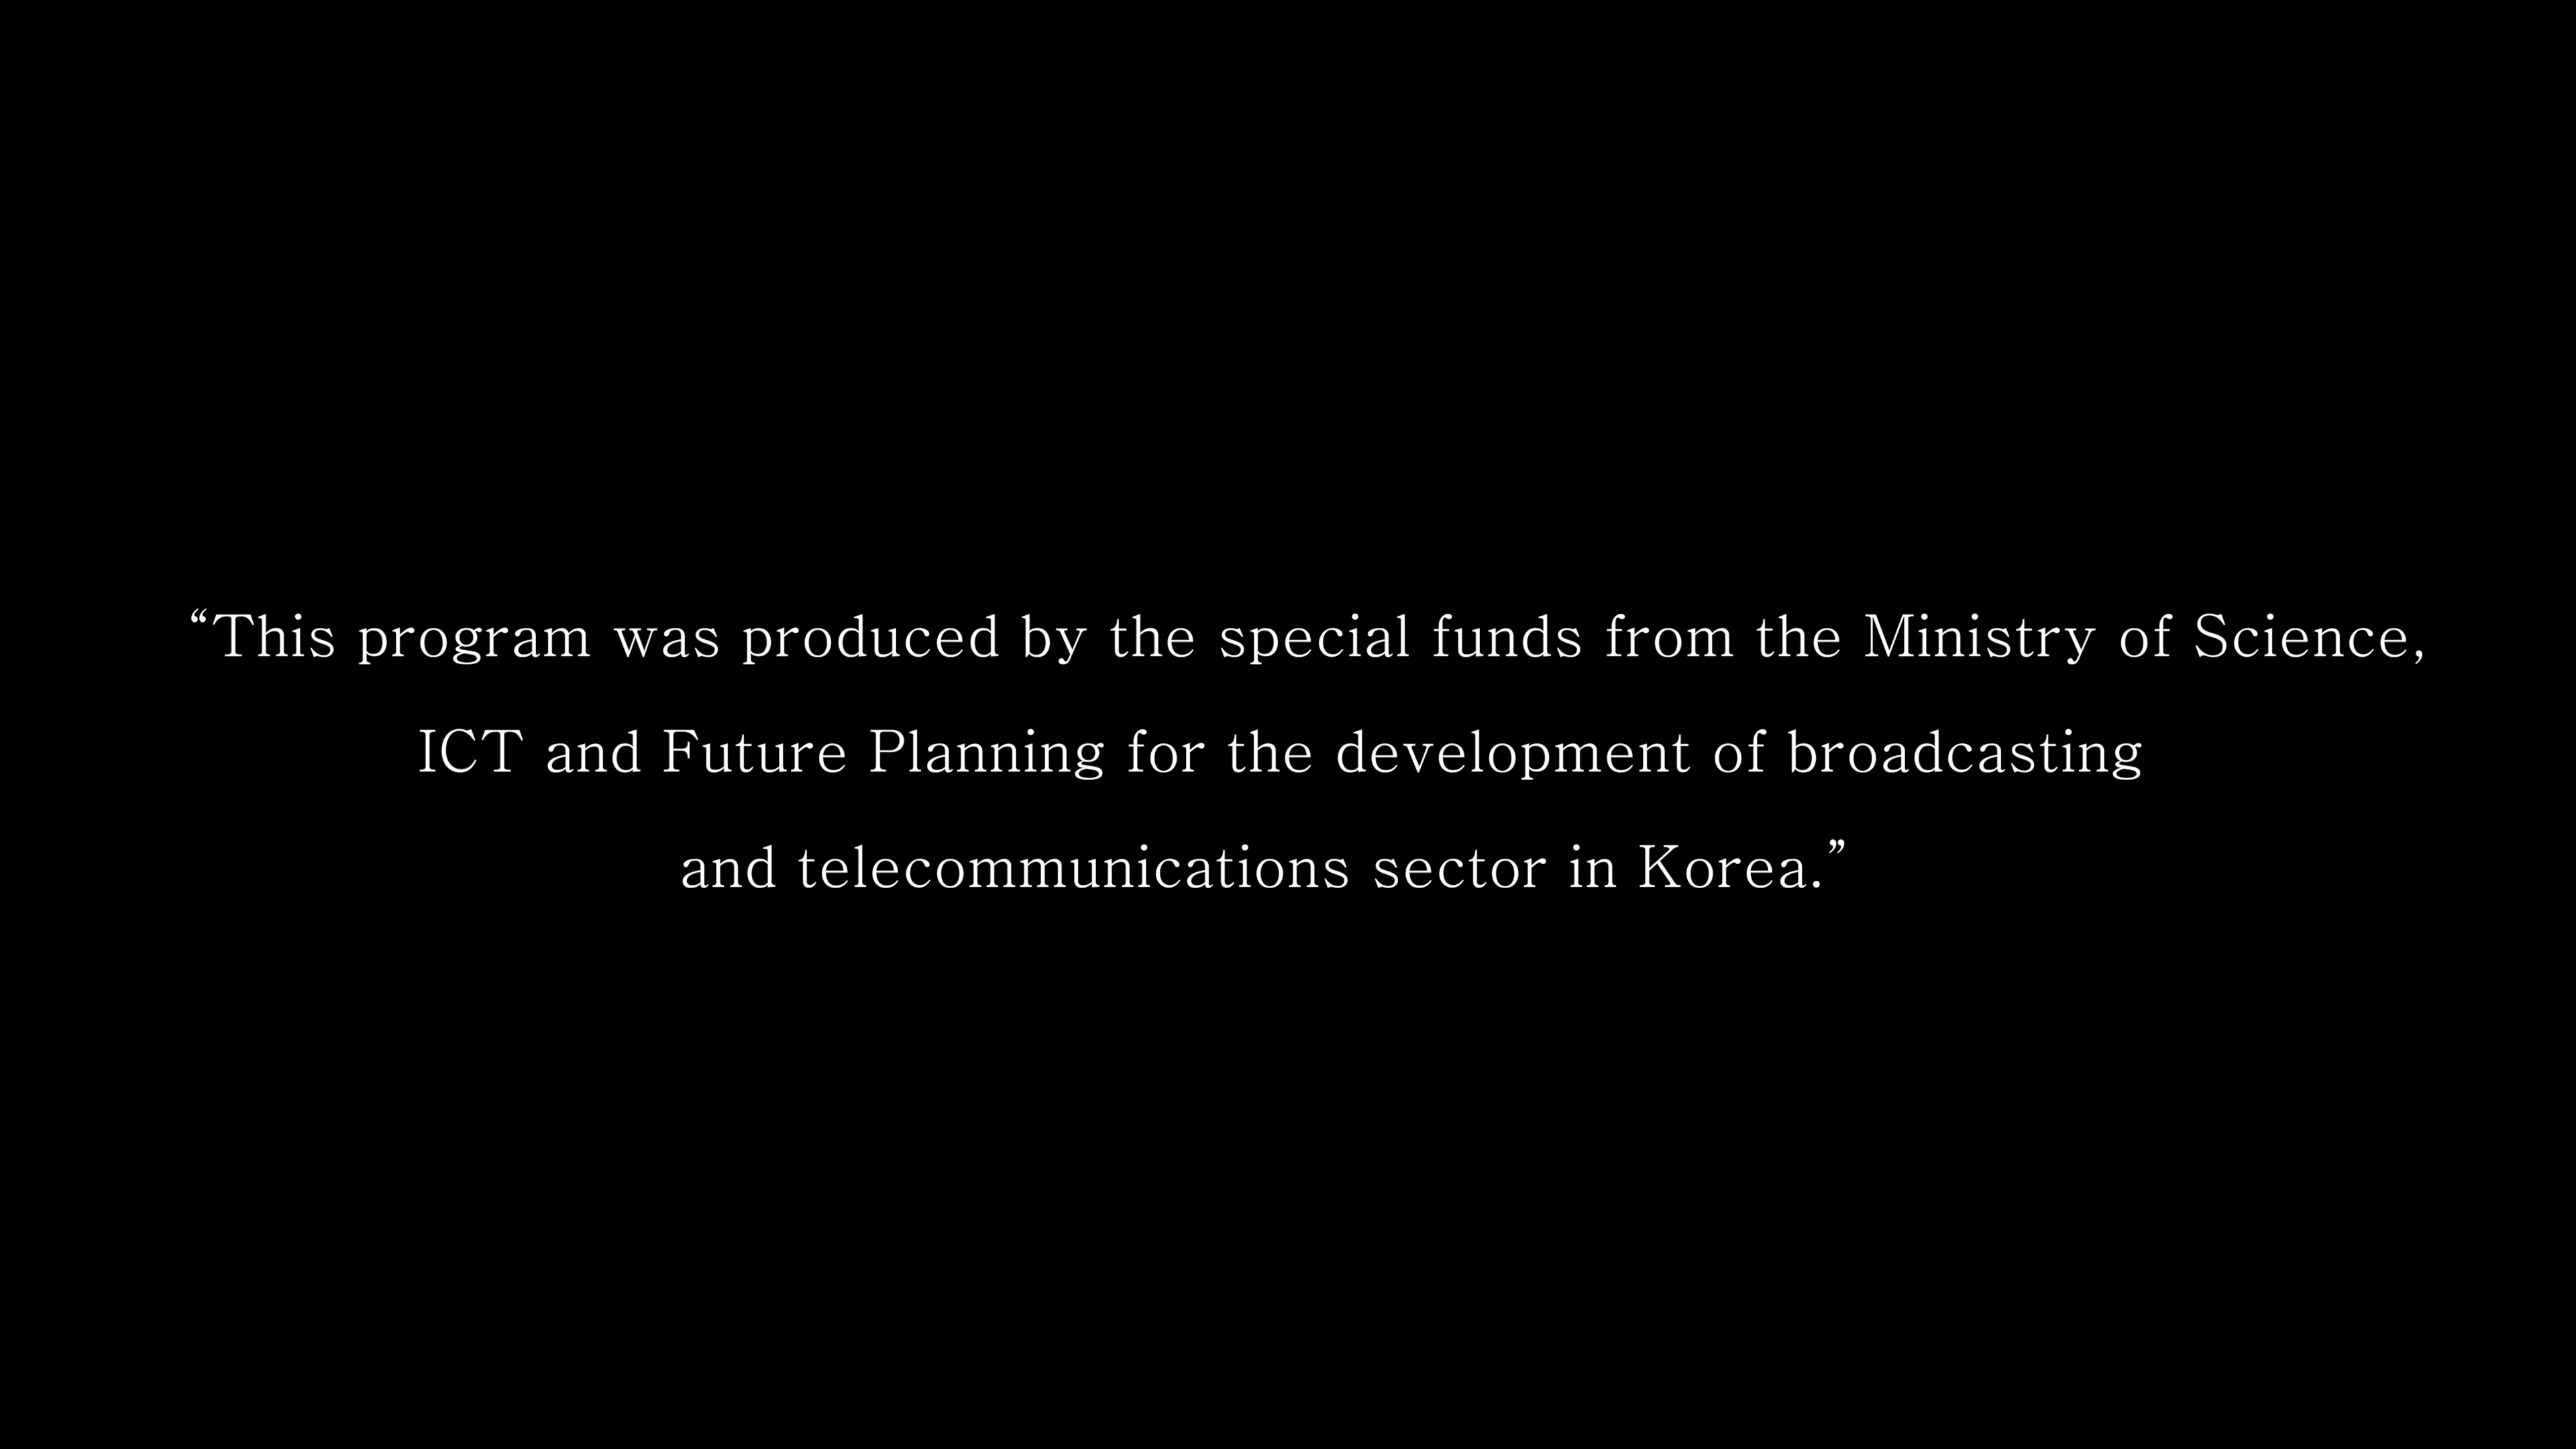 “This program was produced by the special funds from the Ministry of Science,
ICT and Future Planning for the development of broadcasting
and telecommunications sector in Korea.”